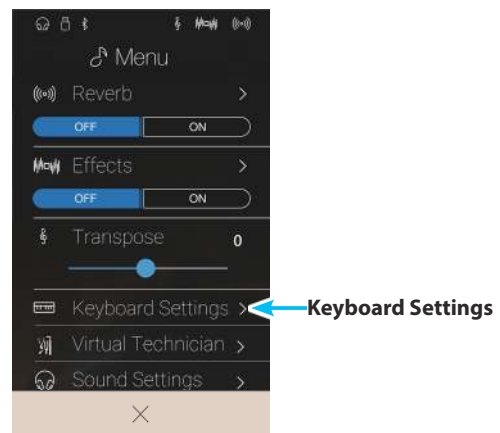 Menu
Reverb
OFF ON
Effects
OFF ON
Transpose 0
Keyboard Settings Keyboard Settings
Virtual Technician
Sound Settings